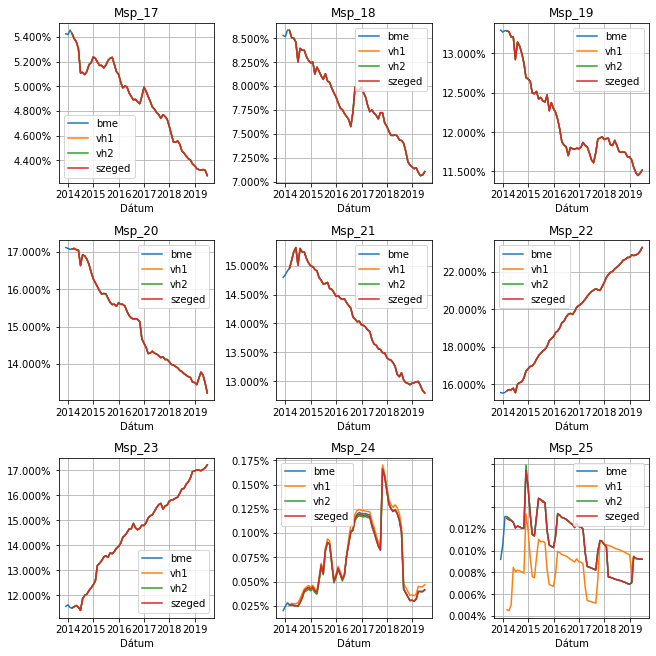 Msp_17
5.400%
5.200%
5.000%
4.800%
4.600%
4.400%
bme
vh1
vh2
szeged
2014 2015 2016 2017 2018 2019
Dátum
Msp_18
8.500%
8.250%
8.000%
7.750%
7.500%
7.250%
7.000%
bme
vh1
vh2
szeged
2014 2015 2016 2017 2018 2019
Dátum
Msp_19
13.000%
12.500%
12.000%
11.500%
bme
vh1
vh2
szeged
2014 2015 2016 2017 2018 2019
Dátum
Msp_20
17.000%
16.000%
15.000%
14.000%
bme
vh1
vh2
szeged
2014 2015 2016 2017 2018 2019
Dátum
Msp_21
15.000%
14.500%
14.000%
13.500%
13.000%
bme
vh1
vh2
szeged
2014 2015 2016 2017 2018 2019
Dátum
Msp_22
22.000%
20.000%
18.000%
16.000%
bme
vh1
vh2
szeged
2014 2015 2016 2017 2018 2019
Dátum
Msp_23
17.000%
16.000%
15.000%
14.000%
13.000%
12.000%
bme
vh1
vh2
szeged
2014 2015 2016 2017 2018 2019
Dátum
Msp_24
0.175%
0.150%
0.125%
0.100%
0.075%
0.050%
0.025%
bme
vh1
vh2
szeged
2014 2015 2016 2017 2018 2019
Dátum
Msp_25
0.012%
0.010%
0.008%
0.006%
0.004%
bme
vh1
vh2
szeged
2014 2015 2016 2017 2018 2019
Dátum